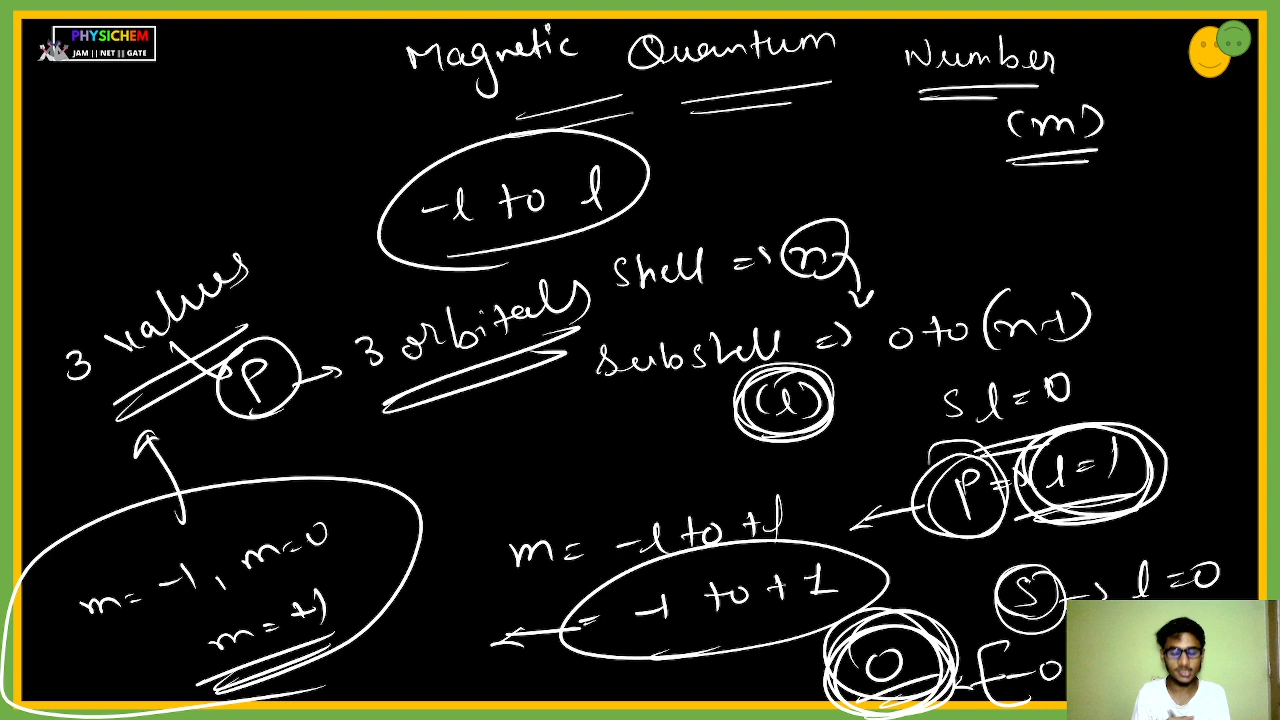 PHYSICHEM
JAM || NET || GATE
Magnetic Quantum Number
(m)
-l to l
Shell => n
Subshell => 0 to (n-1)
(l)
3 values
P → 3 orbitals
s l=0
P => l=1
m = -l to +l
= -1 to +1
m=-1, m=0
m=+1
S → l=0
0